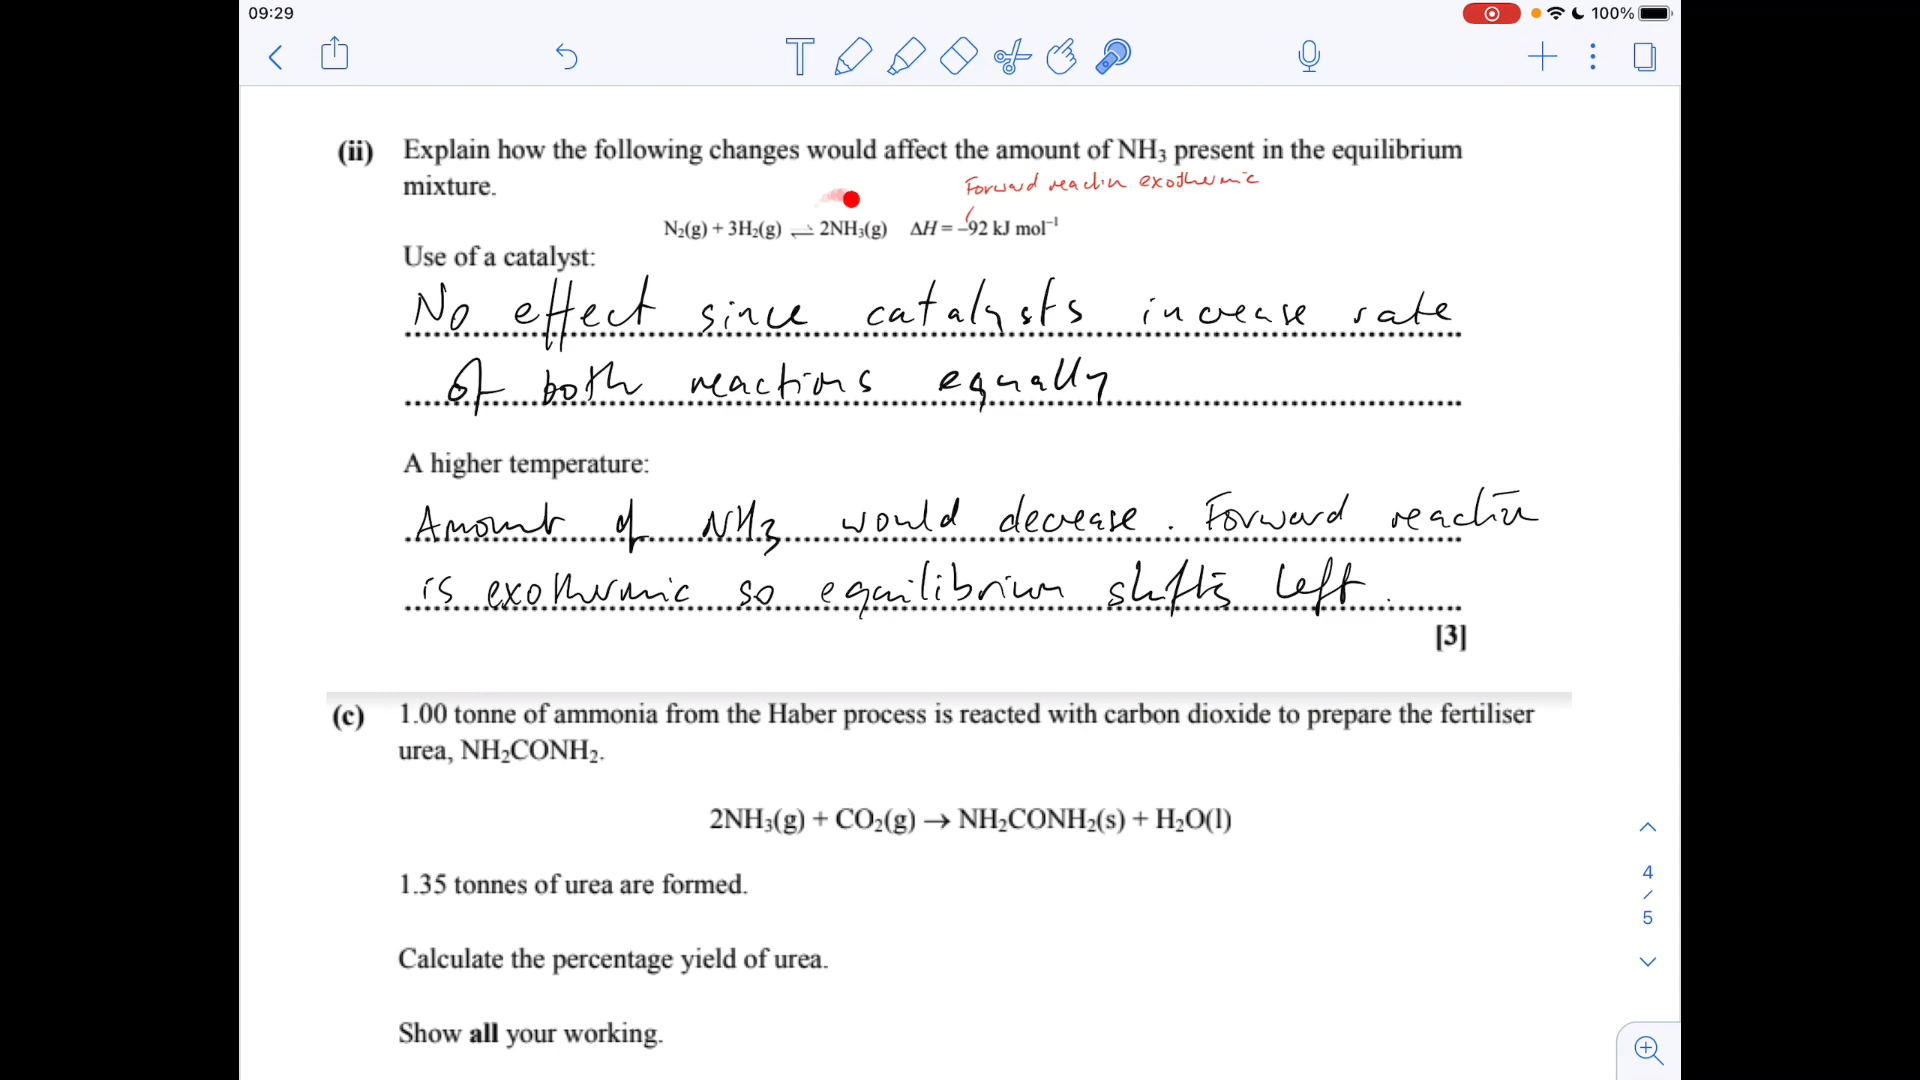 09:29
100%
(ii) Explain how the following changes would affect the amount of NH₃ present in the equilibrium
mixture.
Forward reaction exothermic
N₂(g) + 3H₂(g) ⇌ 2NH₃(g) ΔH = –92 kJ mol⁻¹
Use of a catalyst:
No effect since catalysts increase rate
of both reactions equally
A higher temperature:
Amount of NH3 would decrease. Forward reaction
is exothermic so equilibrium shifts left.
[3]
(c) 1.00 tonne of ammonia from the Haber process is reacted with carbon dioxide to prepare the fertiliser
urea, NH₂CONH₂.
2NH₃(g) + CO₂(g) → NH₂CONH₂(s) + H₂O(l)
1.35 tonnes of urea are formed.
Calculate the percentage yield of urea.
Show all your working.
4
/
5